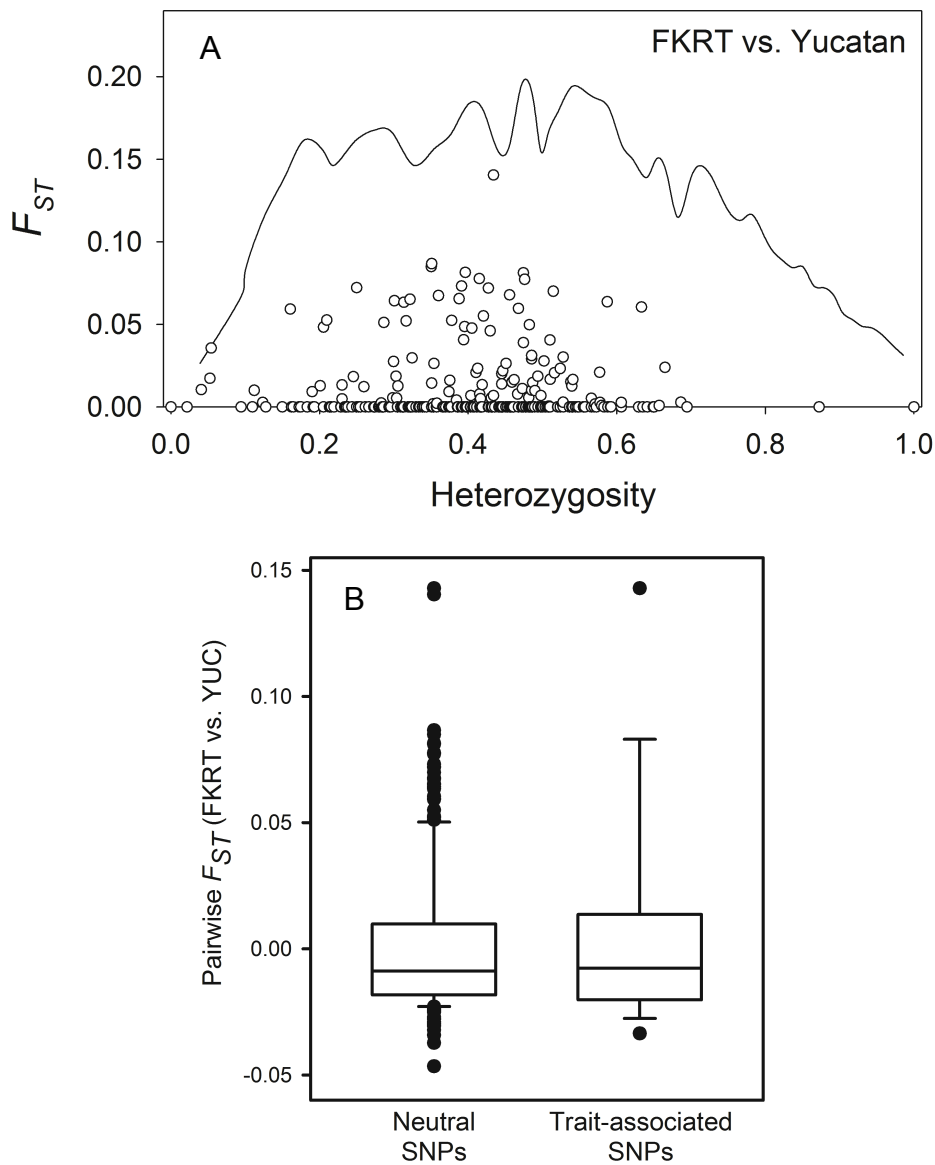 A
FKRT vs. Yucatan
0.20
0.15
0.10
0.05
0.00
FST
0.0 0.2 0.4 0.6 0.8 1.0
Heterozygosity
B
0.15
0.10
0.05
0.00
-0.05
Pairwise FST (FKRT vs. YUC)
Neutral SNPs
Trait-associated SNPs